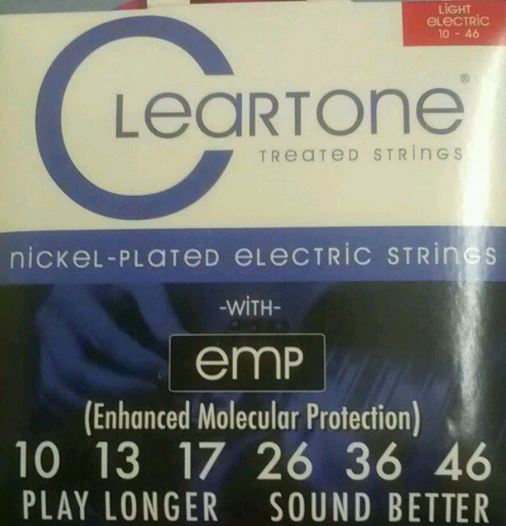 LIGHT
ELECTRIC
10 - 46
CLEARTONE®
TREATED STRINGS
NICKEL-PLATED ELECTRIC STRINGS
-WITH-
emp
(Enhanced Molecular Protection)
10 13 17 26 36 46
PLAY LONGER SOUND BETTER